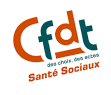 Cfdt
des choix, des actes
Santé Sociaux